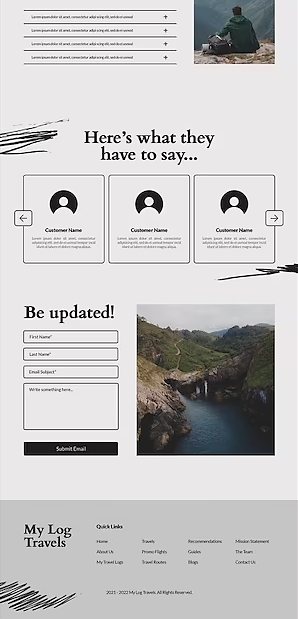 Lorem ipsum dolor sit amet, consectetur adipiscing elit, sed do eiusmod +
Lorem ipsum dolor sit amet, consectetur adipiscing elit, sed do eiusmod +
Lorem ipsum dolor sit amet, consectetur adipiscing elit, sed do eiusmod +
Lorem ipsum dolor sit amet, consectetur adipiscing elit, sed do eiusmod +
Here's what they
have to say...
Customer Name
Customer Name
Customer Name
Be updated!
First Name*
Last Name*
Email Subject*
Write something here...
Submit Email
My Log
Travels
Quick Links
Home Travels Recommendations Mission Statement
About Us Promo Flights Guides The Team
My Travel Logs Travel Routes Blogs Contact Us
2021 - 2022 My Log Travels. All Rights Reserved.